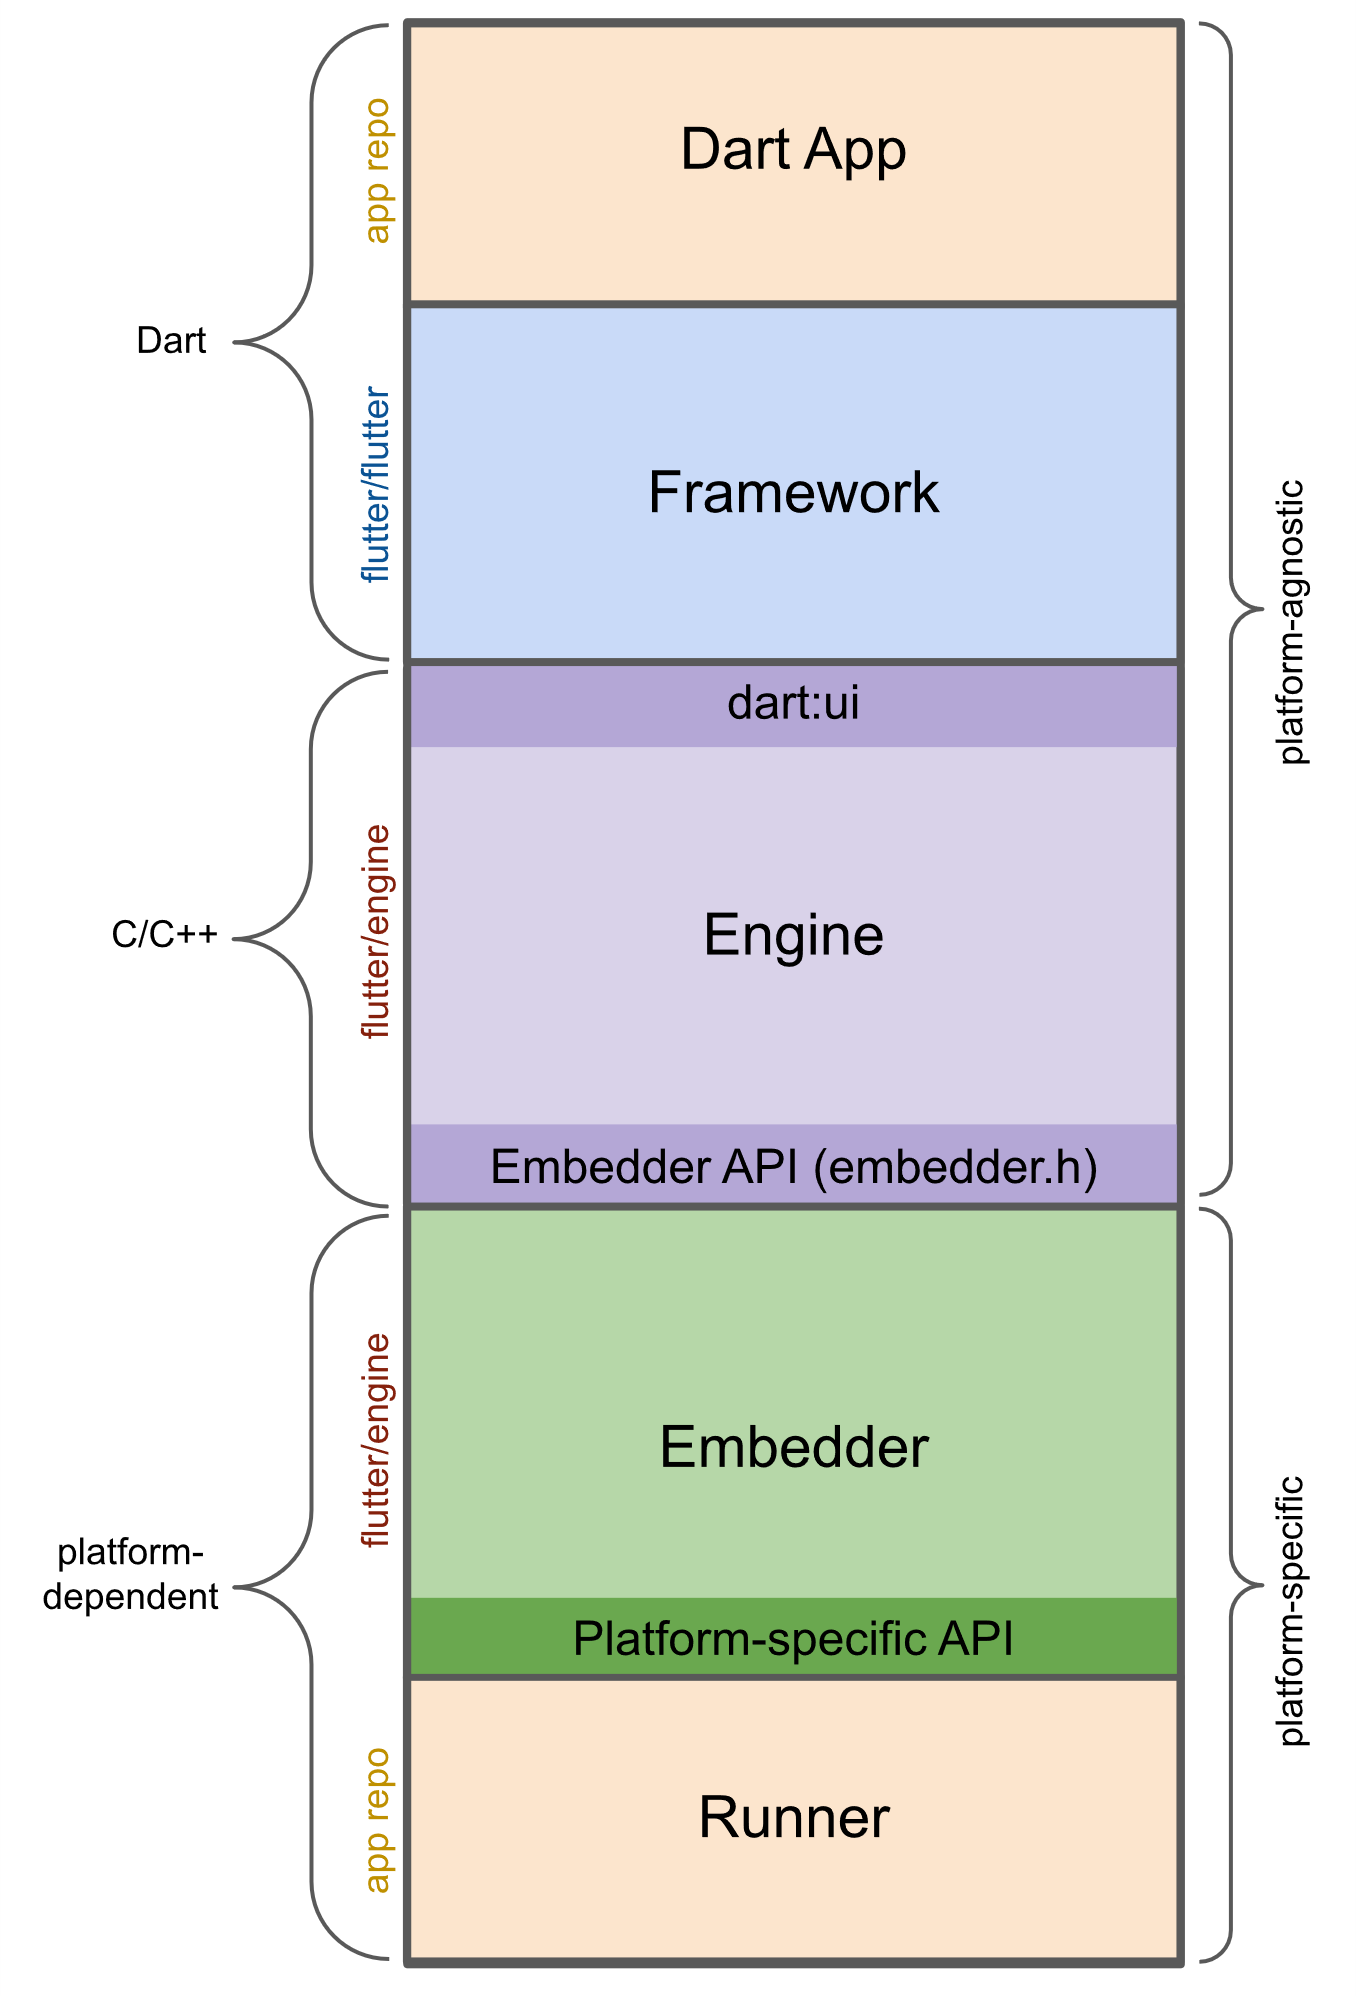 app repo
Dart App
Dart
flutter/flutter
Framework
platform-agnostic
dart:ui
C/C++
flutter/engine
Engine
Embedder API (embedder.h)
flutter/engine
Embedder
platform-
dependent
Platform-specific API
platform-specific
app repo
Runner